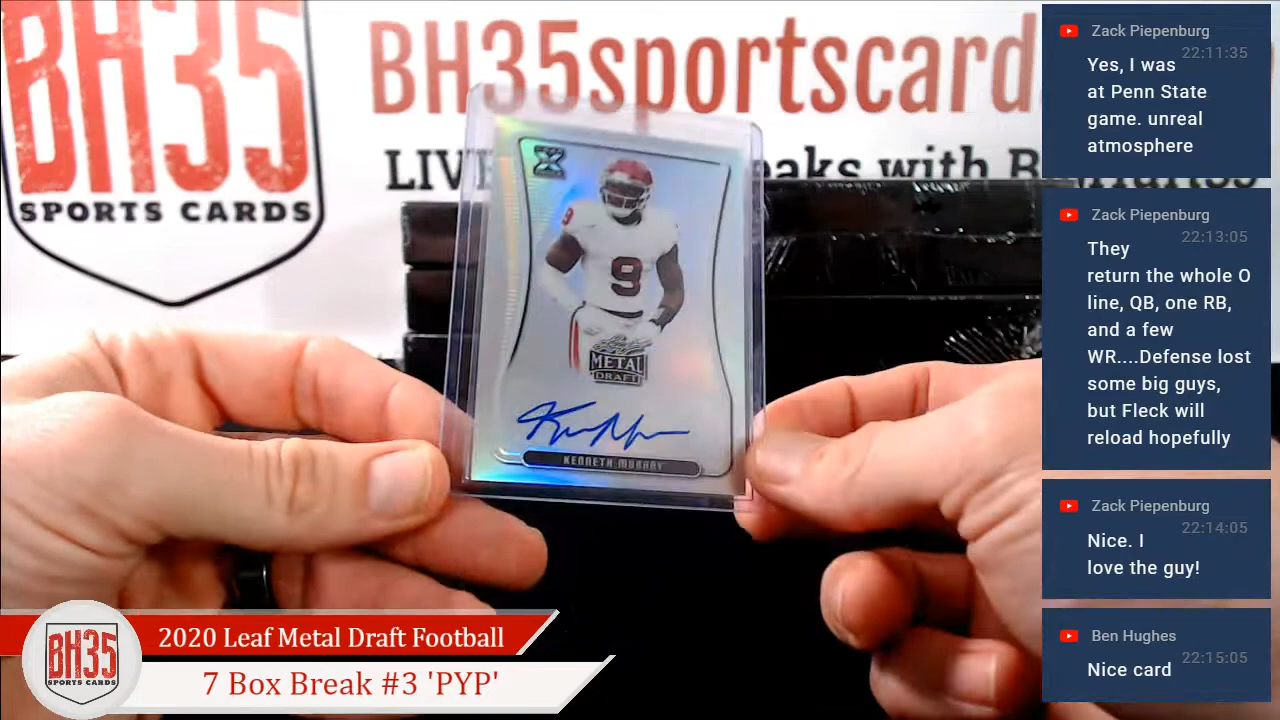 BH35
SPORTS CARDS
BH35sportscard
LIV
eaks with B
9
9
METAL
DRAFT
KENNETH MURRAY
Zack Piepenburg
22:11:35
Yes, I was
at Penn State
game. unreal
atmosphere
Zack Piepenburg
22:13:05
They
return the whole O
line, QB, one RB,
and a few
WR....Defense lost
some big guys,
but Fleck will
reload hopefully
Zack Piepenburg
22:14:05
Nice. I
love the guy!
Ben Hughes
22:15:05
Nice card
BH35
SPORTS CARDS
2020 Leaf Metal Draft Football
7 Box Break #3 'PYP'